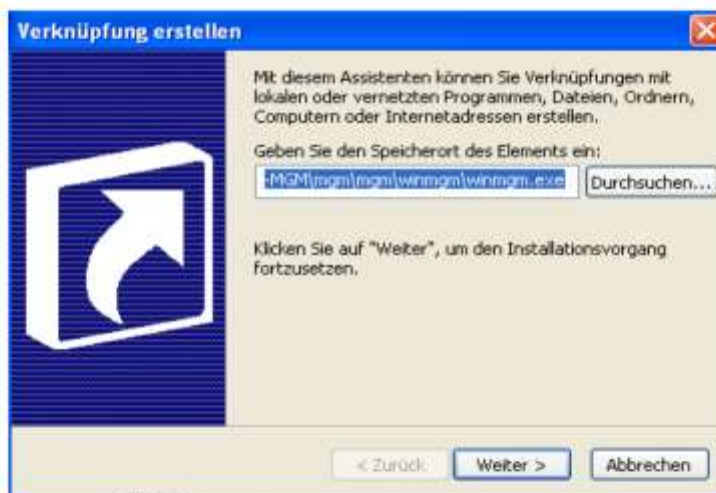 Verknüpfung erstellen
Mit diesem Assistenten können Sie Verknüpfungen mit
lokalen oder vernetzten Programmen, Dateien, Ordnern,
Computern oder Internetadressen erstellen.
Geben Sie den Speicherort des Elements ein:
-MGM\mgm\mgm\winmgm\winmgm.exe Durchsuchen...
Klicken Sie auf "Weiter", um den Installationsvorgang
fortzusetzen.
< Zurück Weiter > Abbrechen